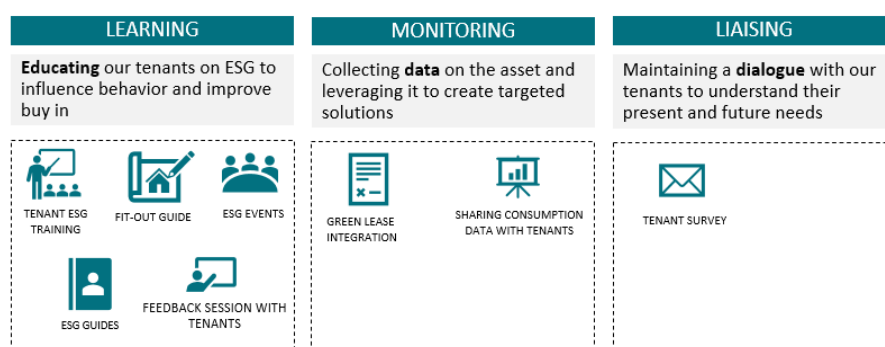 LEARNING
Educating our tenants on ESG to
influence behavior and improve
buy in
TENANT ESG
TRAINING
FIT-OUT GUIDE
ESG EVENTS
ESG GUIDES
FEEDBACK SESSION WITH
TENANTS
MONITORING
Collecting data on the asset and
leveraging it to create targeted
solutions
GREEN LEASE
INTEGRATION
SHARING CONSUMPTION
DATA WITH TENANTS
LIAISING
Maintaining a dialogue with our
tenants to understand their
present and future needs
TENANT SURVEY